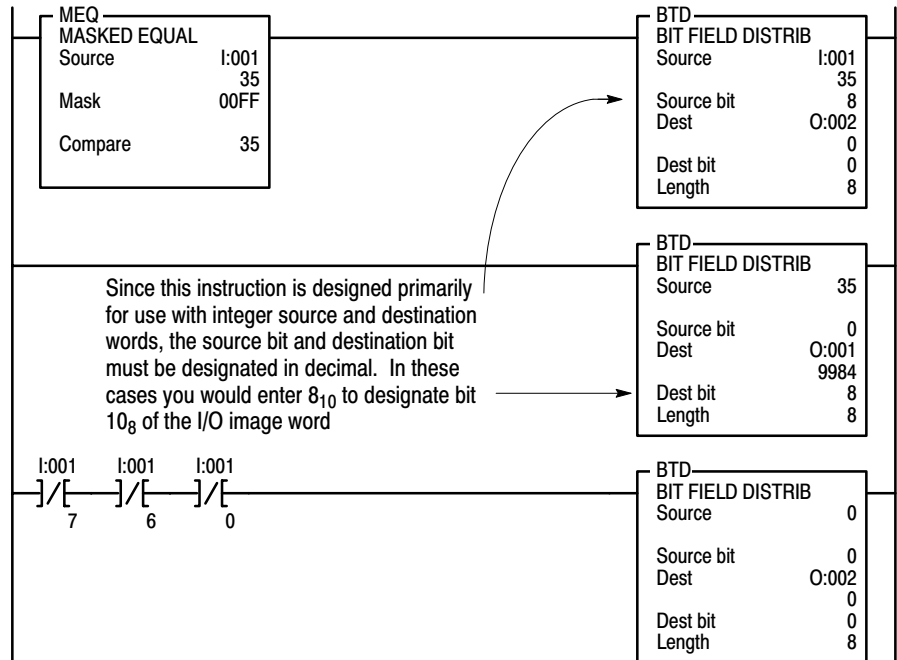 MEQ
MASKED EQUAL
Source I:001
35
Mask 00FF
Compare 35
BTD
BIT FIELD DISTRIB
Source I:001
35
Source bit 8
Dest O:002
0
Dest bit 0
Length 8
BTD
BIT FIELD DISTRIB
Source 35
Source bit 0
Dest O:001
9984
Dest bit 8
Length 8
Since this instruction is designed primarily
for use with integer source and destination
words, the source bit and destination bit
must be designated in decimal. In these
cases you would enter 8₁₀ to designate bit
10₈ of the I/O image word
I:001 I:001 I:001
7 6 0
BTD
BIT FIELD DISTRIB
Source 0
Source bit 0
Dest O:002
0
Dest bit 0
Length 8